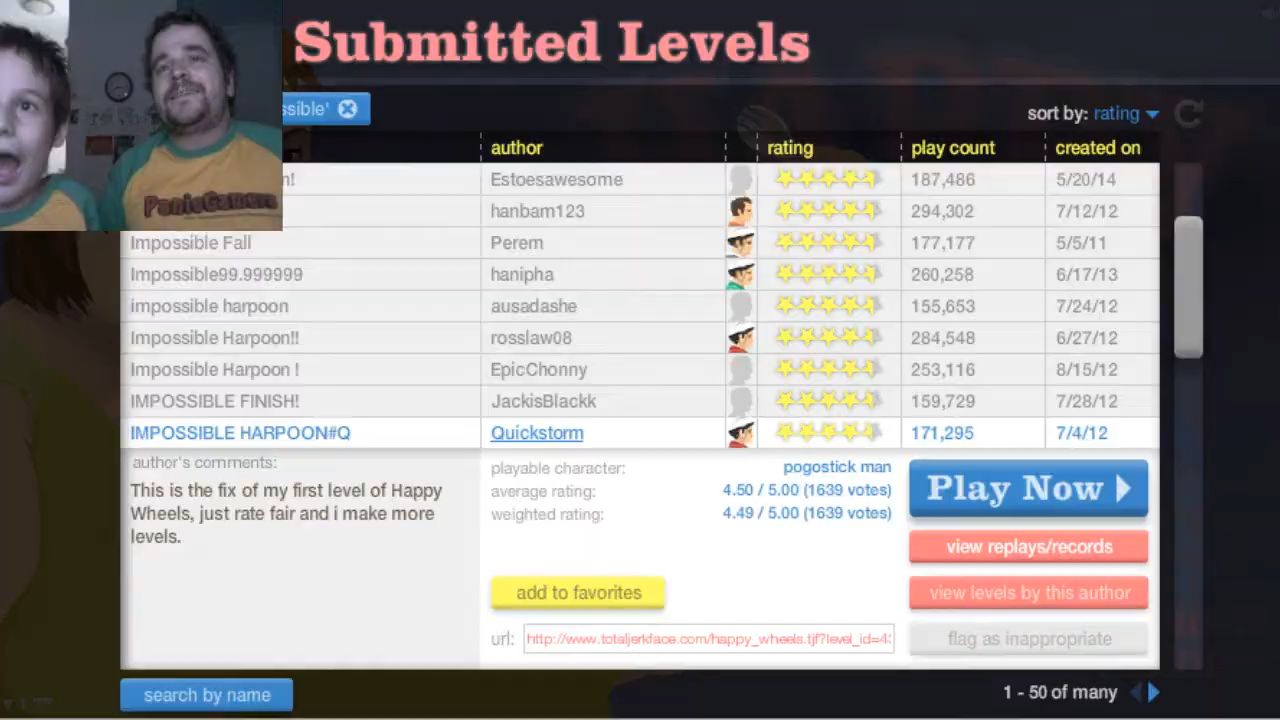 Submitted Levels
ssible'
sort by: rating
author rating play count created on
n! Estoesawesome 187,486 5/20/14
hanbam123 294,302 7/12/12
Impossible Fall Perem 177,177 5/5/11
Impossible99.999999 hanipha 260,258 6/17/13
impossible harpoon ausadashe 155,653 7/24/12
Impossible Harpoon!! rosslaw08 284,548 6/27/12
Impossible Harpoon ! EpicChonny 253,116 8/15/12
IMPOSSIBLE FINISH! JackisBlackk 159,729 7/28/12
IMPOSSIBLE HARPOON#Q Quickstorm 171,295 7/4/12
author's comments:
This is the fix of my first level of Happy
Wheels, just rate fair and i make more
levels.
playable character: pogostick man
average rating: 4.50 / 5.00 (1639 votes)
weighted rating: 4.49 / 5.00 (1639 votes)
Play Now
view replays/records
add to favorites
view levels by this author
url: http://www.totaljerkface.com/happy_wheels.tjf?level_id=4
flag as inappropriate
search by name
1 - 50 of many
PanicGamers